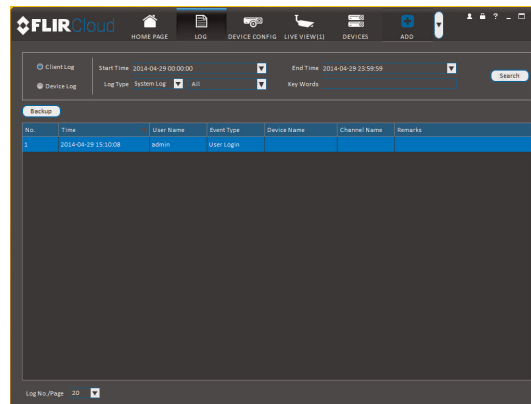 FLIR Cloud
HOME PAGE LOG DEVICE CONFIG LIVE VIEW(1) DEVICES ADD
Client Log Start Time 2014-04-29 00:00:00 End Time 2014-04-29 23:59:59
Search
Device Log Log Type System Log All Key Words
Backup
No. Time User Name Event Type Device Name Channel Name Remarks
1 2014-04-29 15:10:08 admin User Login
Log No./Page 20